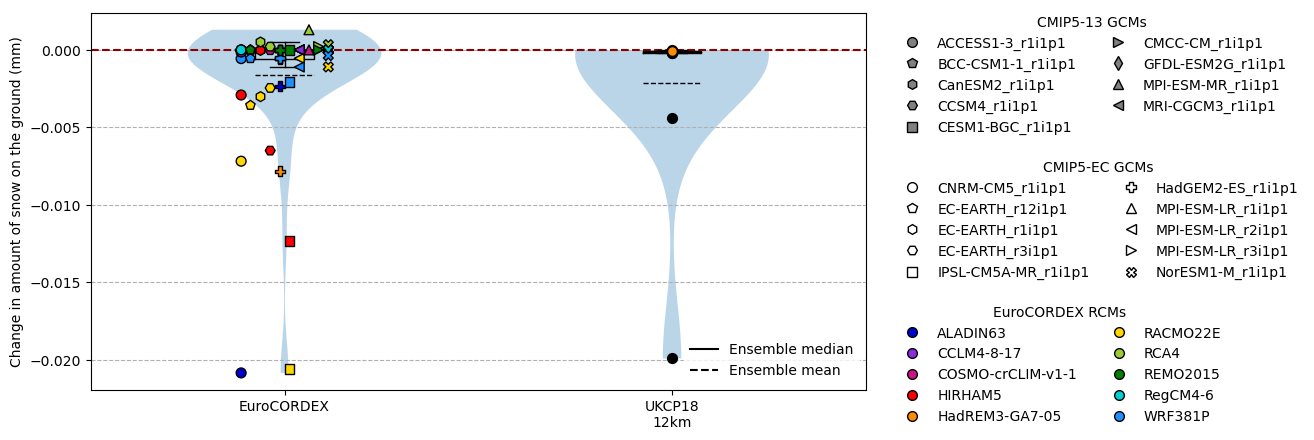 Change in amount of snow on the ground (mm)
0.000
−0.005
−0.010
−0.015
−0.020
EuroCORDEX
UKCP18
12km
Ensemble median
Ensemble mean
CMIP5-13 GCMs
ACCESS1-3_r1i1p1
BCC-CSM1-1_r1i1p1
CanESM2_r1i1p1
CCSM4_r1i1p1
CESM1-BGC_r1i1p1
CMCC-CM_r1i1p1
GFDL-ESM2G_r1i1p1
MPI-ESM-MR_r1i1p1
MRI-CGCM3_r1i1p1
CMIP5-EC GCMs
CNRM-CM5_r1i1p1
EC-EARTH_r12i1p1
EC-EARTH_r1i1p1
EC-EARTH_r3i1p1
IPSL-CM5A-MR_r1i1p1
HadGEM2-ES_r1i1p1
MPI-ESM-LR_r1i1p1
MPI-ESM-LR_r2i1p1
MPI-ESM-LR_r3i1p1
NorESM1-M_r1i1p1
EuroCORDEX RCMs
ALADIN63
CCLM4-8-17
COSMO-crCLIM-v1-1
HIRHAM5
HadREM3-GA7-05
RACMO22E
RCA4
REMO2015
RegCM4-6
WRF381P